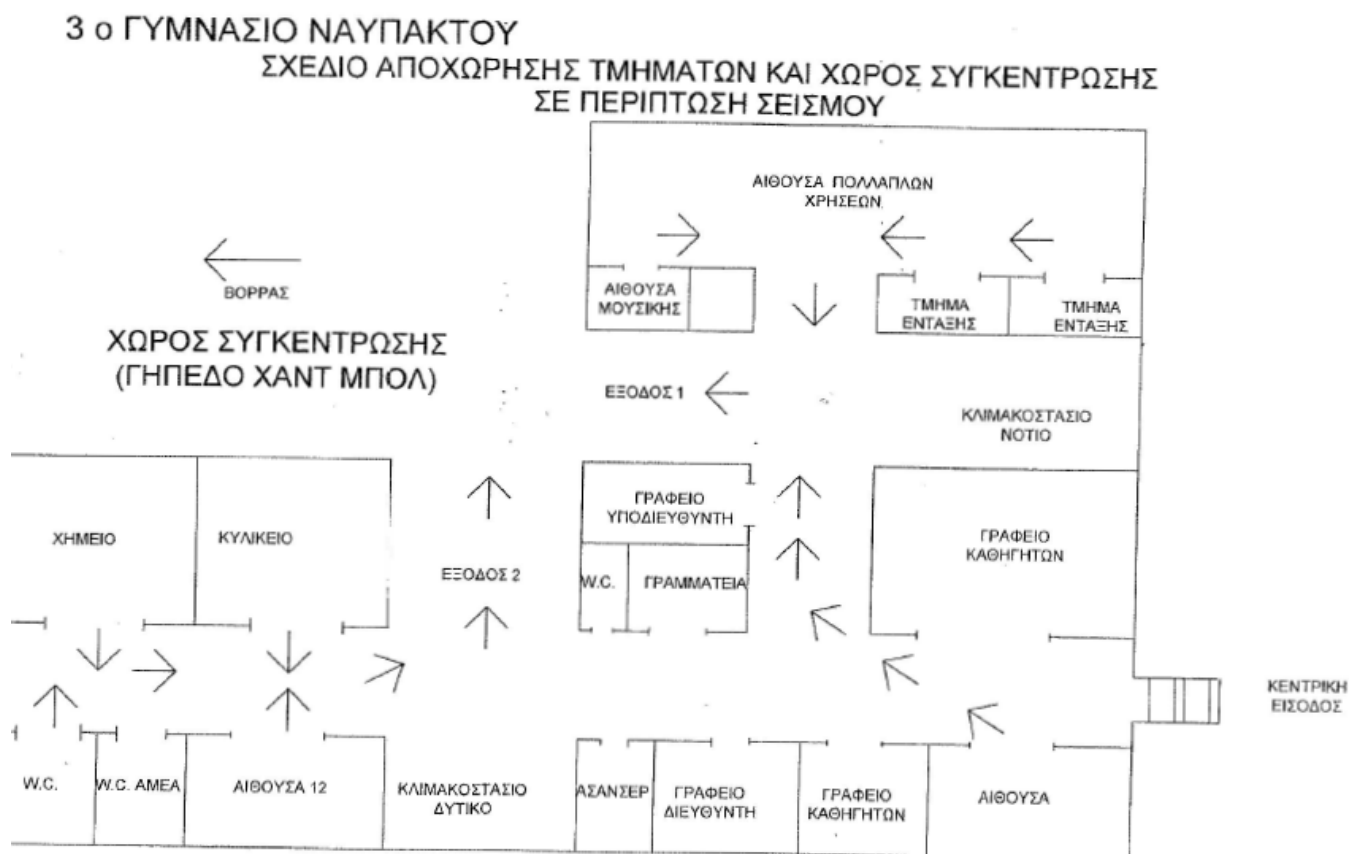 3 ο ΓΥΜΝΑΣΙΟ ΝΑΥΠΑΚΤΟΥ
ΣΧΕΔΙΟ ΑΠΟΧΩΡΗΣΗΣ ΤΜΗΜΑΤΩΝ ΚΑΙ ΧΩΡΟΣ ΣΥΓΚΕΝΤΡΩΣΗΣ
ΣΕ ΠΕΡΙΠΤΩΣΗ ΣΕΙΣΜΟΥ
ΑΙΘΟΥΣΑ ΠΟΛΛΑΠΛΩΝ
ΧΡΗΣΕΩΝ
ΒΟΡΡΑΣ
ΑΙΘΟΥΣΑ
ΜΟΥΣΙΚΗΣ
ΤΜΗΜΑ
ΕΝΤΑΞΗΣ
ΤΜΗΜΑ
ΕΝΤΑΞΗΣ
ΧΩΡΟΣ ΣΥΓΚΕΝΤΡΩΣΗΣ
(ΓΗΠΕΔΟ ΧΑΝΤ ΜΠΟΛ)
ΕΞΟΔΟΣ 1
ΚΛΙΜΑΚΟΣΤΑΣΙΟ
ΝΟΤΙΟ
ΧΗΜΕΙΟ
ΚΥΛΙΚΕΙΟ
ΕΞΟΔΟΣ 2
ΓΡΑΦΕΙΟ
ΥΠΟΔΙΕΥΘΥΝΤΗ
W.C.
ΓΡΑΜΜΑΤΕΙΑ
ΓΡΑΦΕΙΟ
ΚΑΘΗΓΗΤΩΝ
ΚΕΝΤΡΙΚΗ
ΕΙΣΟΔΟΣ
W.C.
W.C. ΑΜΕΑ
ΑΙΘΟΥΣΑ 12
ΚΛΙΜΑΚΟΣΤΑΣΙΟ
ΔΥΤΙΚΟ
ΑΣΑΝΣΕΡ
ΓΡΑΦΕΙΟ
ΔΙΕΥΘΥΝΤΗ
ΓΡΑΦΕΙΟ
ΚΑΘΗΓΗΤΩΝ
ΑΙΘΟΥΣΑ